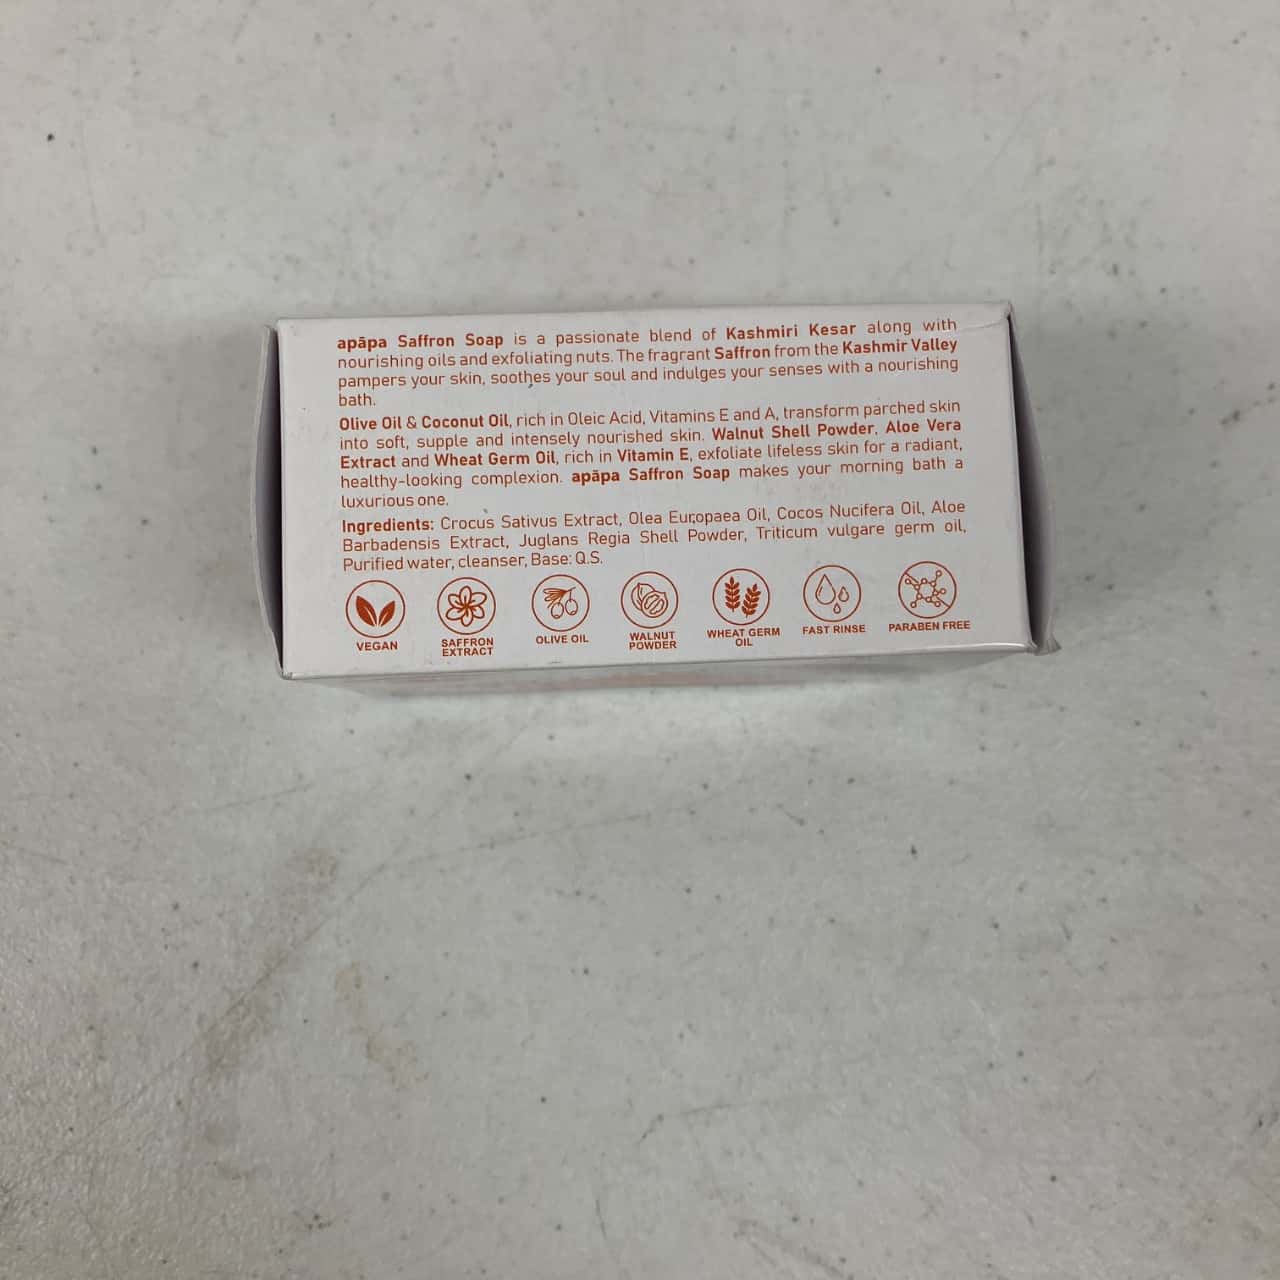 apāpa Saffron Soap is a passionate blend of Kashmiri Kesar along with
nourishing oils and exfoliating nuts. The fragrant Saffron from the Kashmir Valley
pampers your skin, soothes your soul and indulges your senses with a nourishing
bath.
Olive Oil & Coconut Oil, rich in Oleic Acid, Vitamins E and A, transform parched skin
into soft, supple and intensely nourished skin. Walnut Shell Powder, Aloe Vera
Extract and Wheat Germ Oil, rich in Vitamin E, exfoliate lifeless skin for a radiant,
healthy-looking complexion. apāpa Saffron Soap makes your morning bath a
luxurious one.
Ingredients: Crocus Sativus Extract, Olea Europaea Oil, Cocos Nucifera Oil, Aloe
Barbadensis Extract, Juglans Regia Shell Powder, Triticum vulgare germ oil,
Purified water, cleanser, Base: Q.S.
VEGAN
SAFFRON
EXTRACT
OLIVE OIL
WALNUT
POWDER
WHEAT GERM
OIL
FAST RINSE
PARABEN FREE